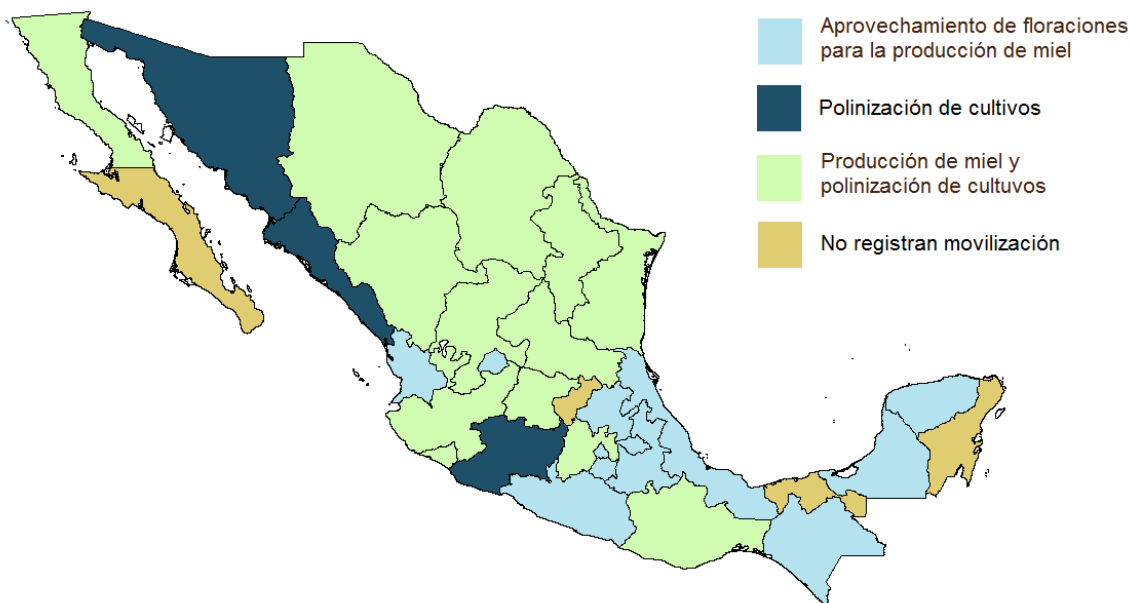 Aprovechamiento de floraciones
para la producción de miel
Polinización de cultivos
Producción de miel y
polinización de cultuvos
No registran movilización